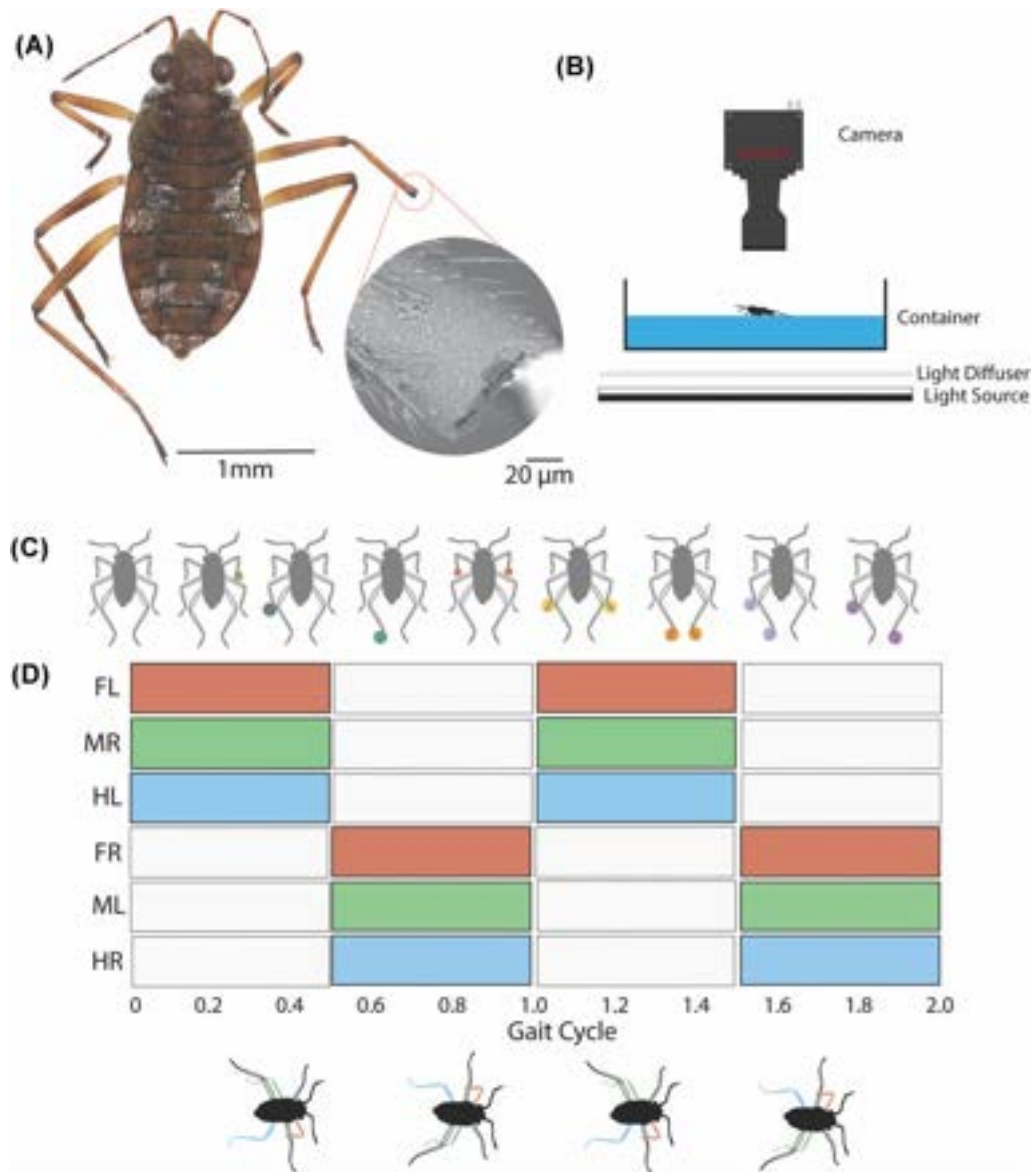 (A)
(B)
Camera
Container
Light Diffuser
Light Source
1mm
20 µm
(C)
(D)
FL
MR
HL
FR
ML
HR
0 0.2 0.4 0.6 0.8 1.0 1.2 1.4 1.6 1.8 2.0
Gait Cycle